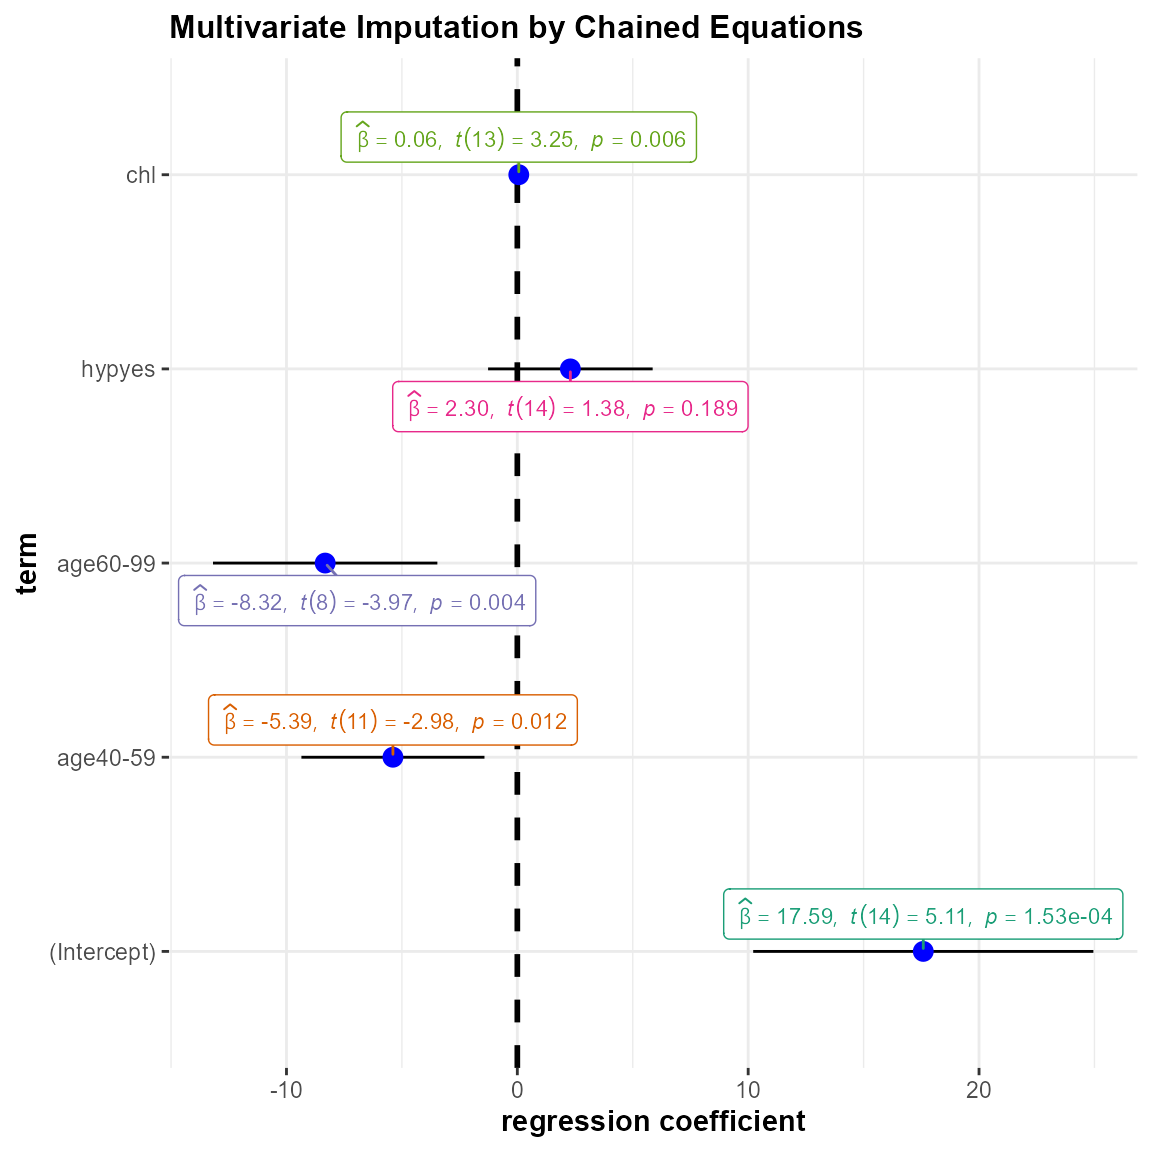 Multivariate Imputation by Chained Equations
β̂ = 0.06, t(13) = 3.25, p = 0.006
chl
hypyes
β̂ = 2.30, t(14) = 1.38, p = 0.189
term
age60-99
β̂ = -8.32, t(8) = -3.97, p = 0.004
β̂ = -5.39, t(11) = -2.98, p = 0.012
age40-59
β̂ = 17.59, t(14) = 5.11, p = 1.53e-04
(Intercept)
-10 0 10 20
regression coefficient